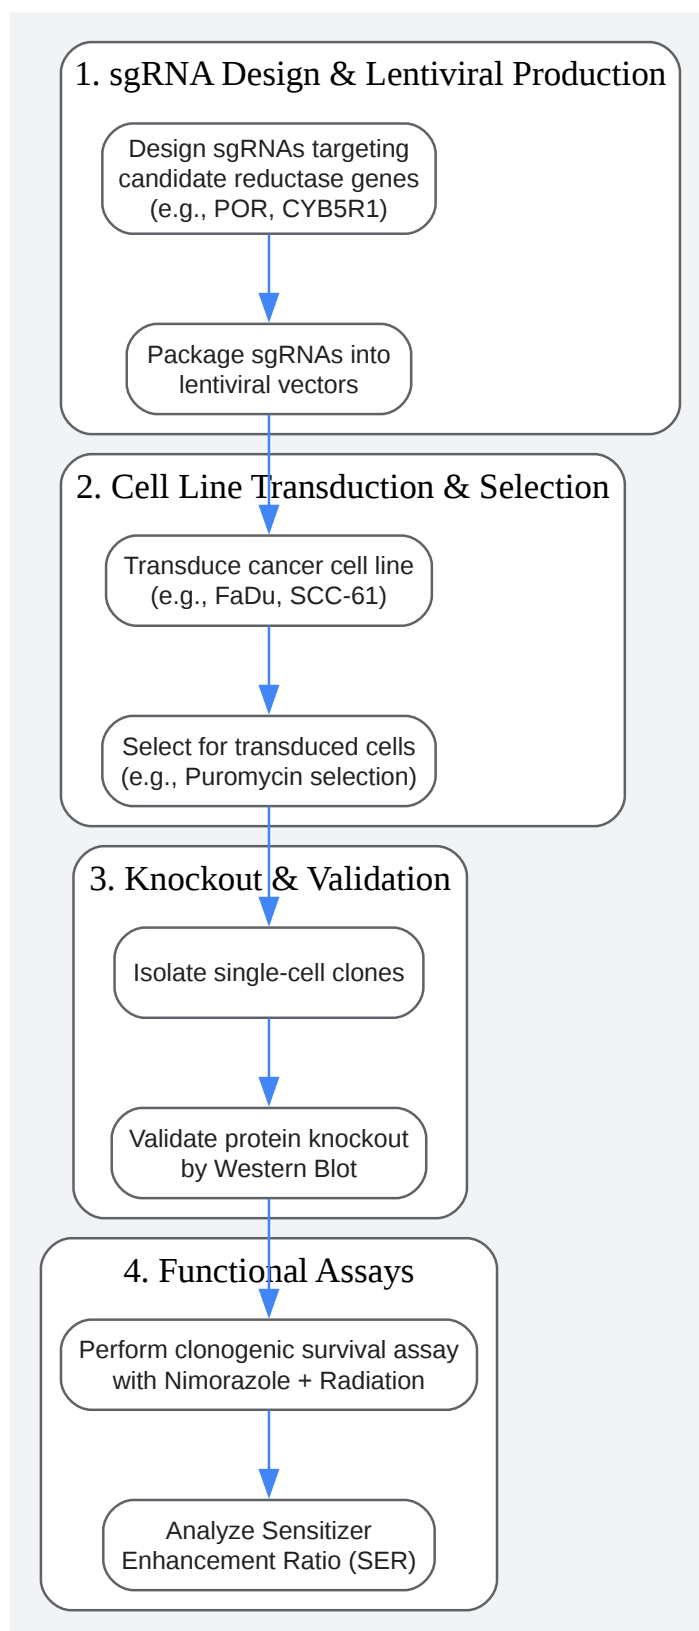 1. sgRNA Design & Lentiviral Production
Design sgRNAs targeting
candidate reductase genes
(e.g., POR, CYB5R1)
Package sgRNAs into
lentiviral vectors
2. Cell Line Transduction & Selection
Transduce cancer cell line
(e.g., FaDu, SCC-61)
Select for transduced cells
(e.g., Puromycin selection)
3. Knockout & Validation
Isolate single-cell clones
Validate protein knockout
by Western Blot
4. Functional Assays
Perform clonogenic survival assay
with Nimorazole + Radiation
Analyze Sensitizer
Enhancement Ratio (SER)